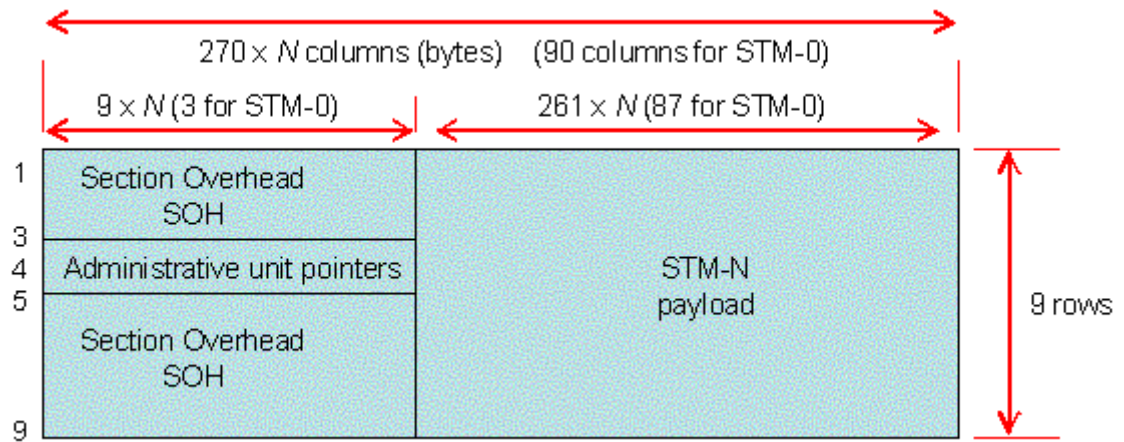 270 × N columns (bytes) (90 columns for STM-0)
9 × N (3 for STM-0)
261 × N (87 for STM-0)
1
Section Overhead
SOH
3
4
Administrative unit pointers
5
Section Overhead
SOH
9
STM-N
payload
9 rows